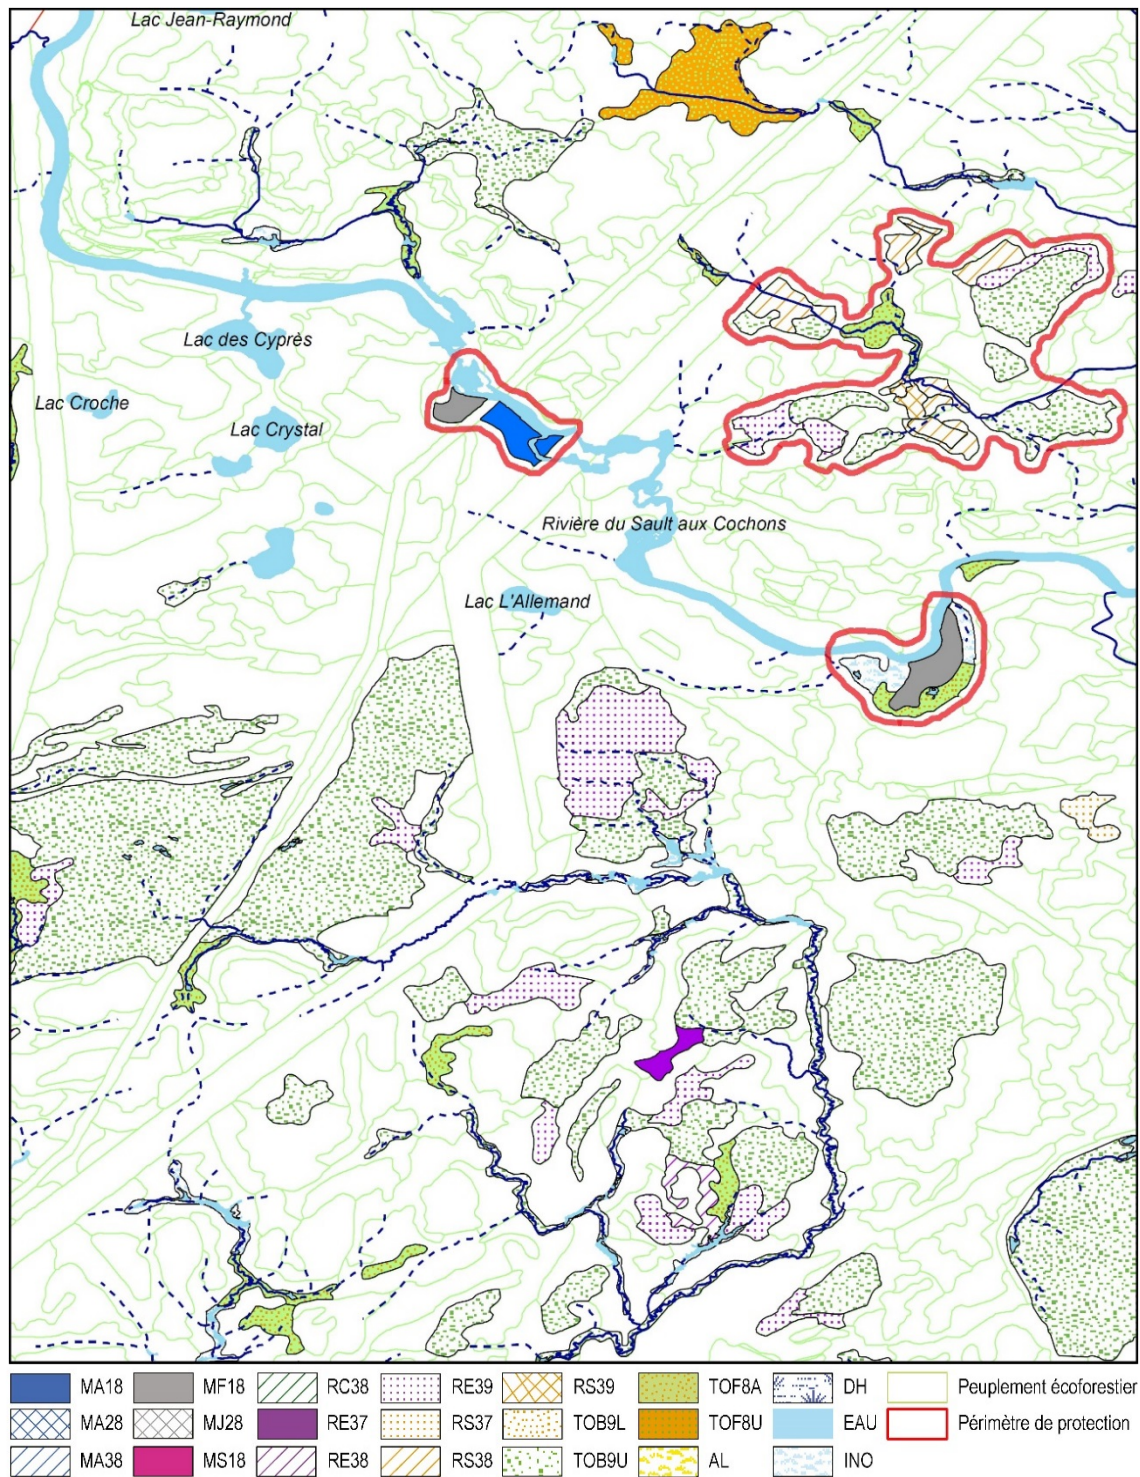 Lac Jean-Raymond
Lac des Cyprès
Lac Croche
Lac Crystal
Rivière du Sault aux Cochons
Lac L'Allemand
MA18 MF18 RC38 RE39 RS39 TOF8A DH Peuplement écoforestier
MA28 MJ28 RE37 RS37 TOB9L TOF8U EAU Périmètre de protection
MA38 MS18 RE38 RS38 TOB9U AL INO